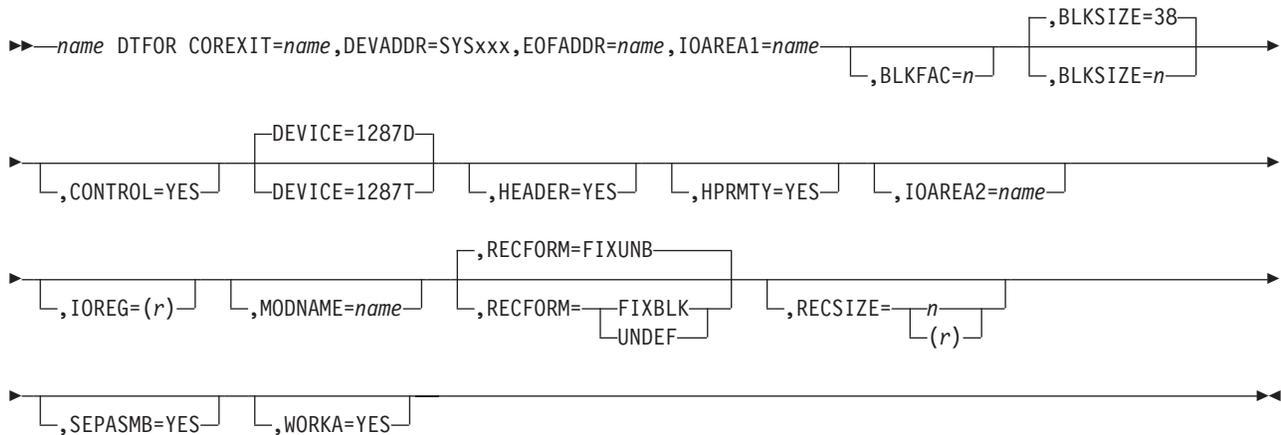 name DTFOR COREXIT=name,DEVADDR=SYSxxx,EOFADDR=name,IOAREA1=name
,BLKFAC=n
,BLKSIZE=38
,BLKSIZE=n
,CONTROL=YES
DEVICE=1287D
DEVICE=1287T
,HEADER=YES
,HPRMTY=YES
,IOAREA2=name
,IOREG=(r)
,MODNAME=name
,RECFORM=FIXUNB
,RECFORM=
FIXBLK
UNDEF
,RECSIZE=
n
(r)
,SEPASMB=YES
,WORKA=YES